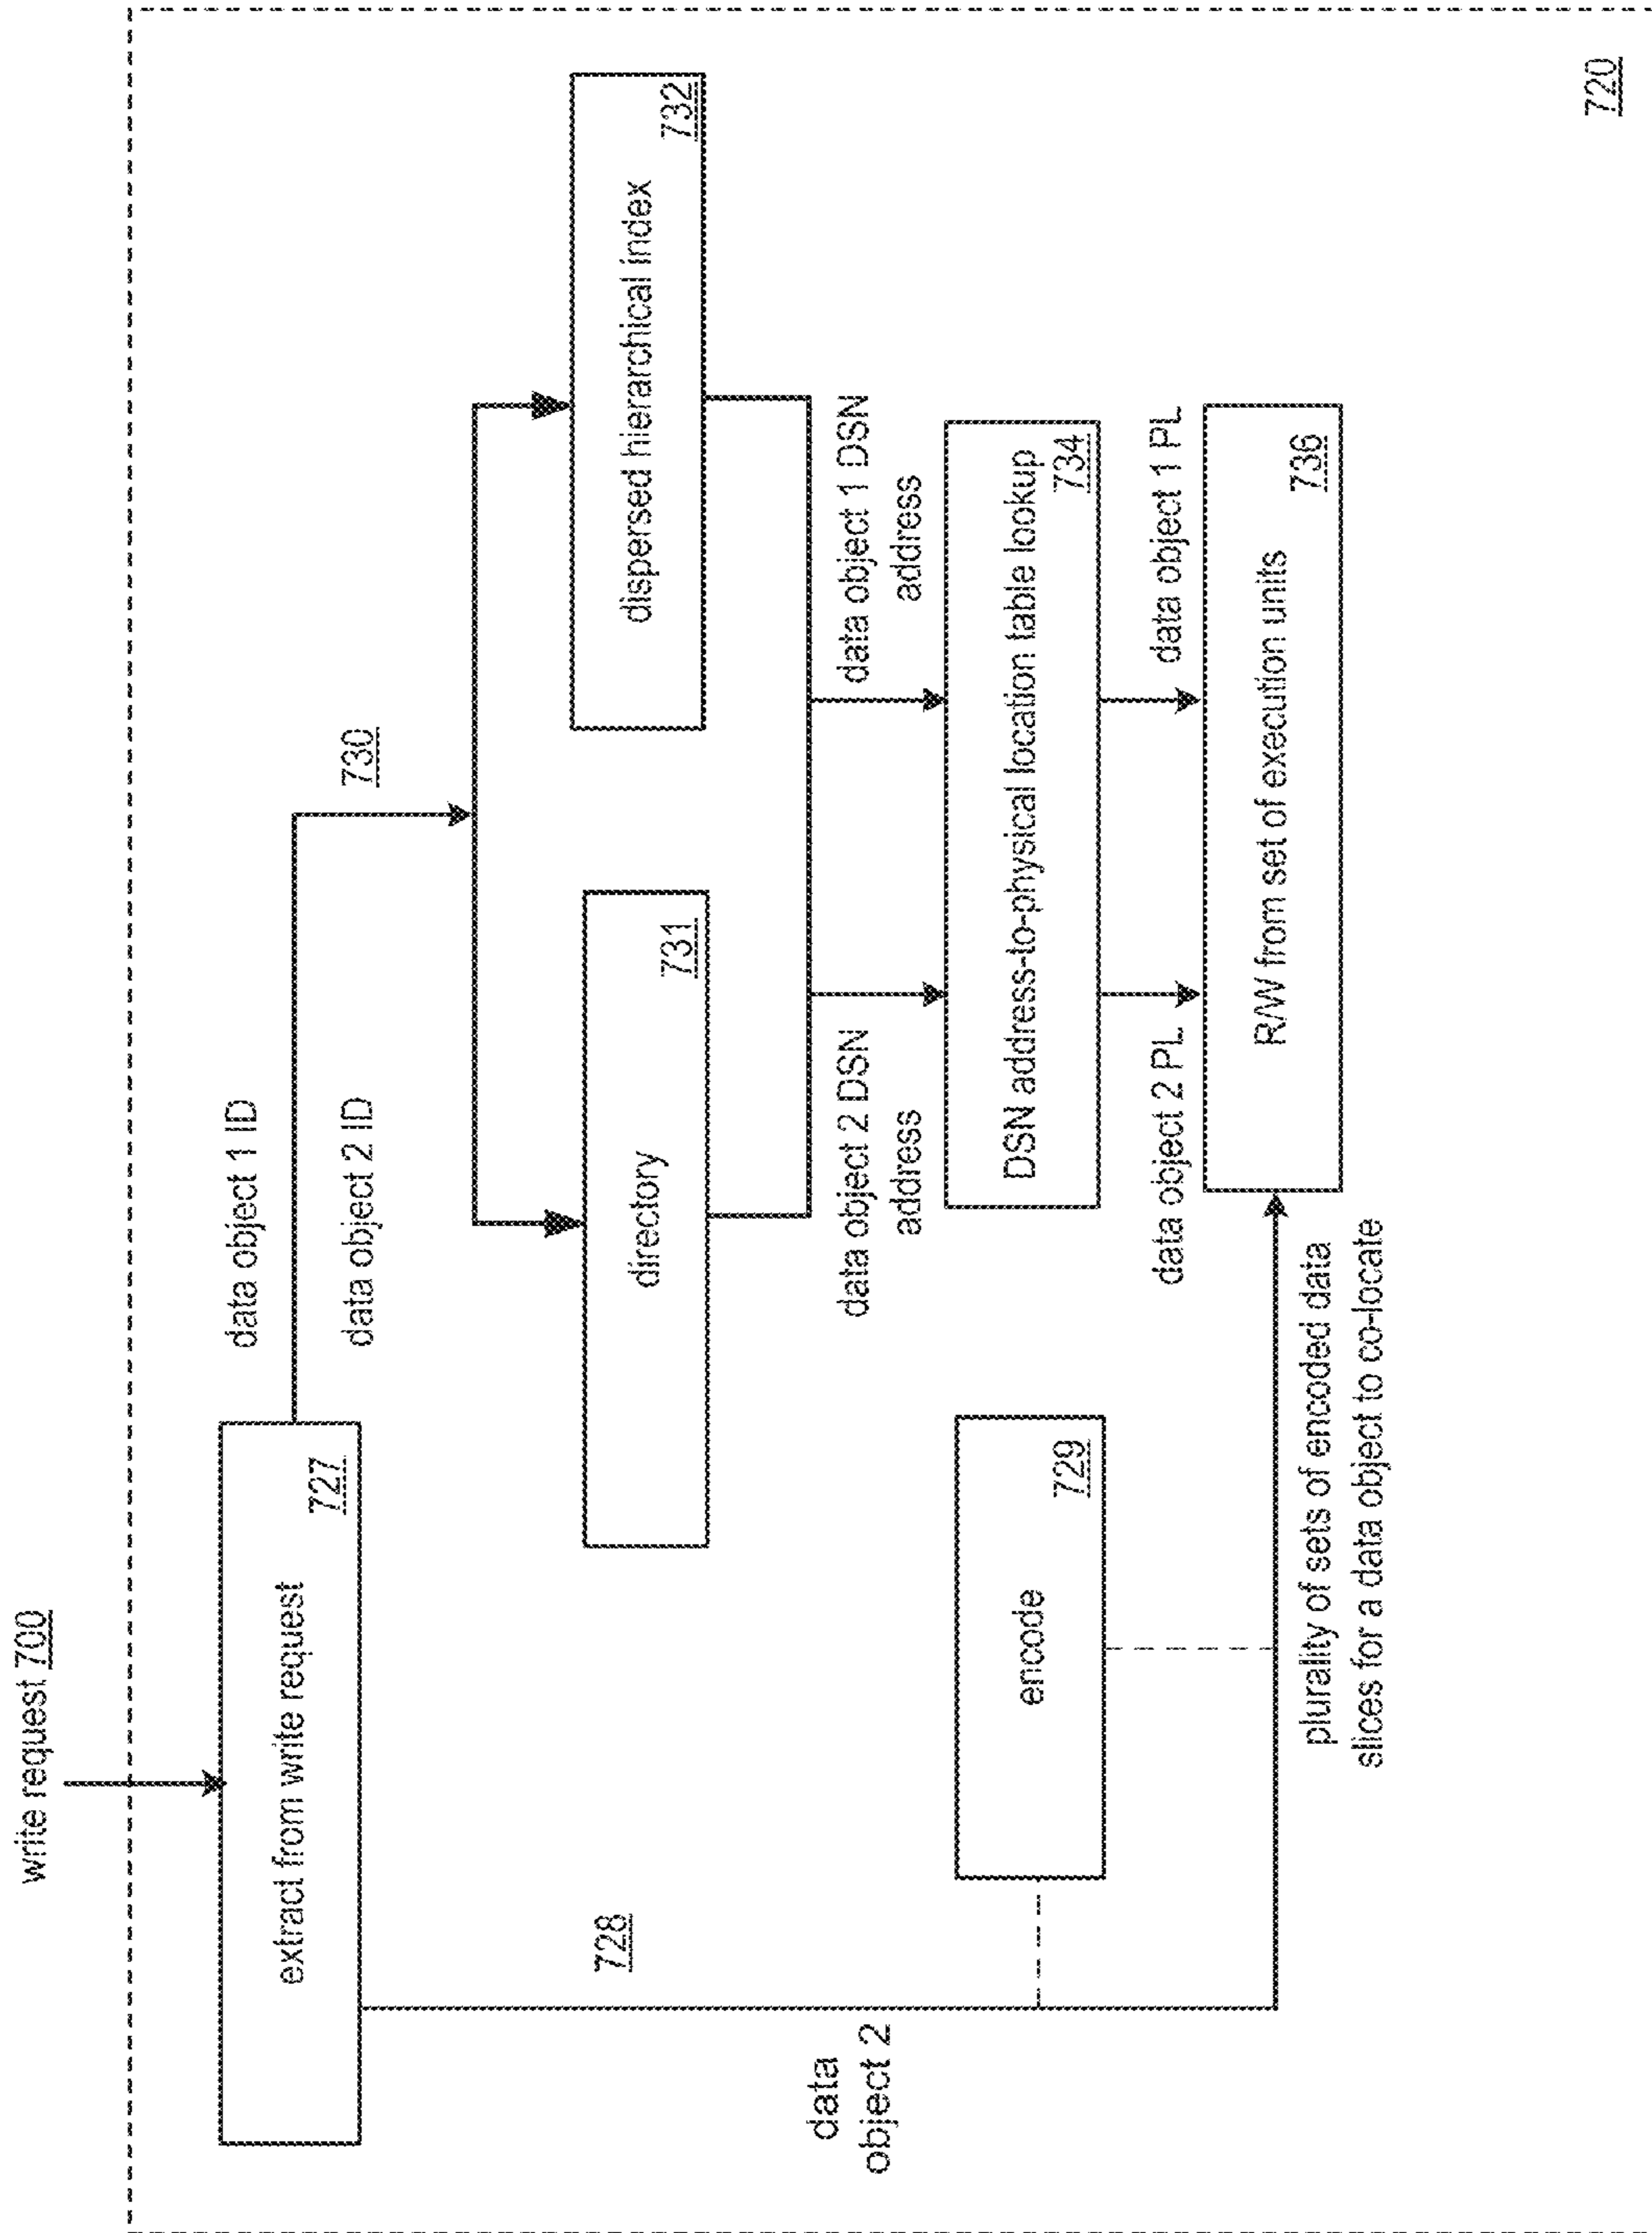 write request 700
extract from write request
727
data object 1 ID
data object 2 ID
730
728
directory
731
dispersed hierarchical index
732
data
object 2
data object 2 DSN
address
data object 1 DSN
address
encode
729
DSN address-to-physical location table lookup
734
data object 2 PL
data object 1 PL
R/W from set of execution units
736
plurality of sets of encoded data
slices for a data object to co-locate
720